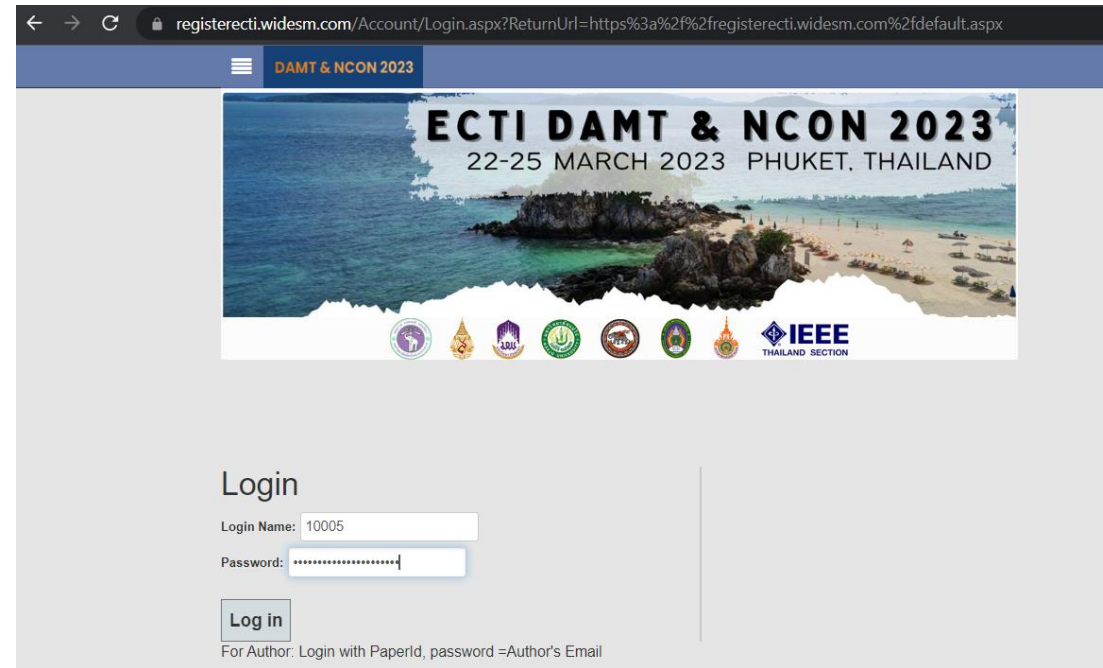 registerecti.widesm.com/Account/Login.aspx?ReturnUrl=https%3a%2f%2fregisterecti.widesm.com%2fdefault.aspx
DAMT & NCON 2023
ECTI DAMT & NCON 2023
22-25 MARCH 2023 PHUKET, THAILAND
IEEE
THAILAND SECTION
Login
Login Name: 10005
Password: ••••••••••••••••••••••
Log in
For Author: Login with PaperId, password =Author's Email